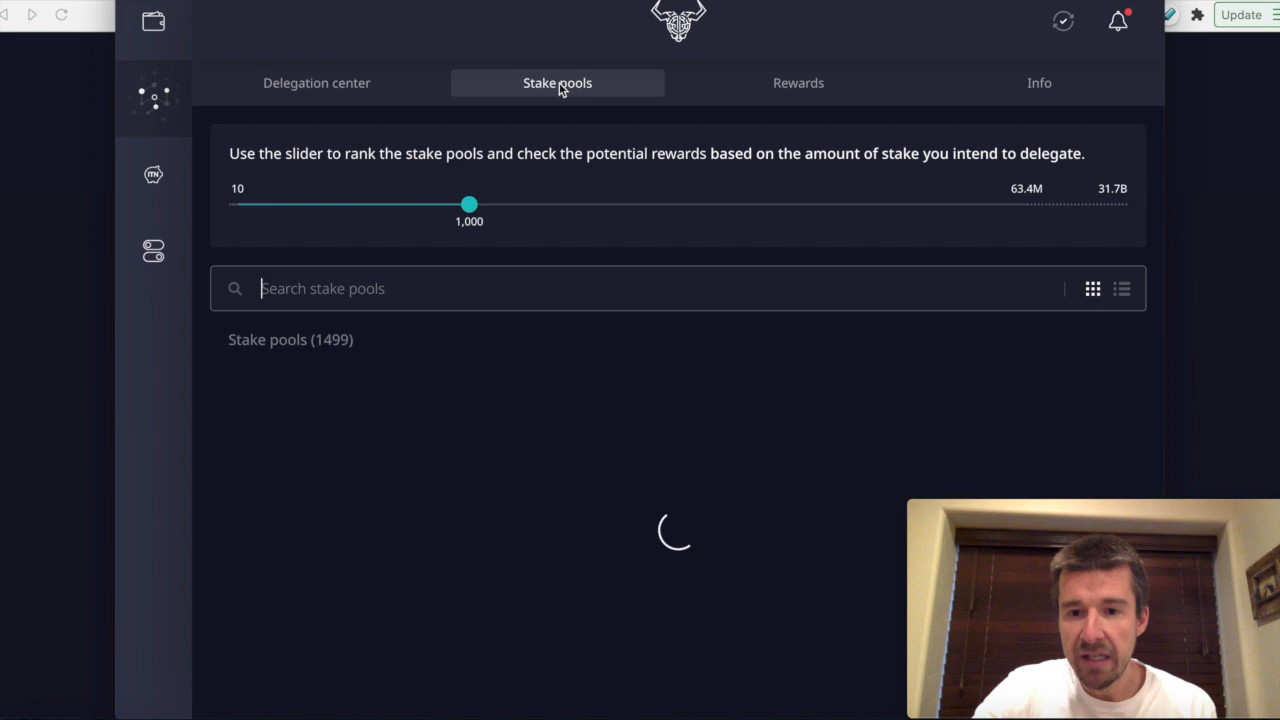 Update
Delegation center
Stake pools
Rewards
Info
Use the slider to rank the stake pools and check the potential rewards based on the amount of stake you intend to delegate.
10
63.4M
31.7B
1,000
ITN
Search stake pools
Stake pools (1499)